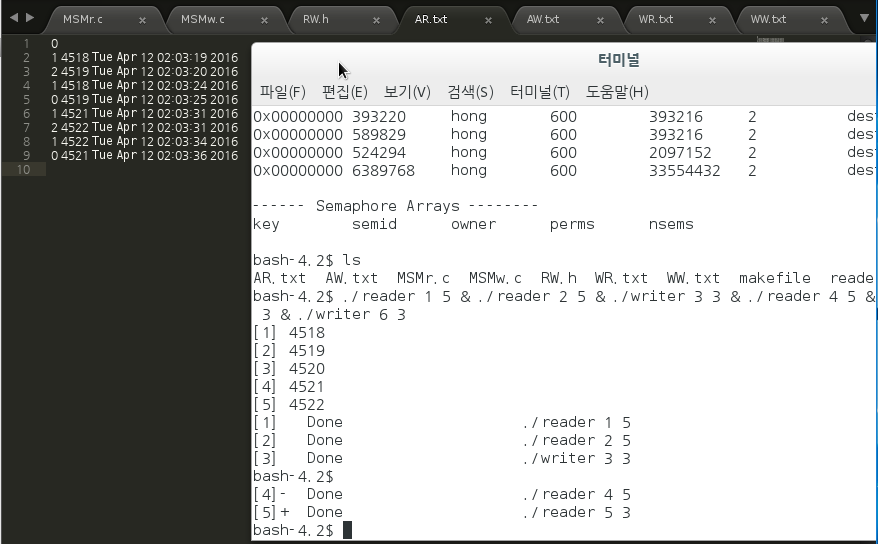 MSMr.c × MSMw.c × RW.h × AR.txt × AW.txt × WR.txt × WW.txt ×
1 0
2 1 4518 Tue Apr 12 02:03:19 2016
3 2 4519 Tue Apr 12 02:03:20 2016
4 1 4518 Tue Apr 12 02:03:24 2016
5 0 4519 Tue Apr 12 02:03:25 2016
6 1 4521 Tue Apr 12 02:03:31 2016
7 2 4522 Tue Apr 12 02:03:31 2016
8 1 4522 Tue Apr 12 02:03:34 2016
9 0 4521 Tue Apr 12 02:03:36 2016
10
터미널
파일(F) 편집(E) 보기(V) 검색(S) 터미널(T) 도움말(H)
0x00000000 393220 hong 600 393216 2 dest
0x00000000 589829 hong 600 393216 2 dest
0x00000000 524294 hong 600 2097152 2 dest
0x00000000 6389768 hong 600 33554432 2 dest
------ Semaphore Arrays --------
key semid owner perms nsems
bash-4.2$ ls
AR.txt AW.txt MSMr.c MSMw.c RW.h WR.txt WW.txt makefile reade
bash-4.2$ ./reader 1 5 & ./reader 2 5 & ./writer 3 3 & ./reader 4 5 &
3 & ./writer 6 3
[1] 4518
[2] 4519
[3] 4520
[4] 4521
[5] 4522
[1] Done ./reader 1 5
[2] Done ./reader 2 5
[3] Done ./writer 3 3
bash-4.2$
[4]- Done ./reader 4 5
[5]+ Done ./reader 5 3
bash-4.2$